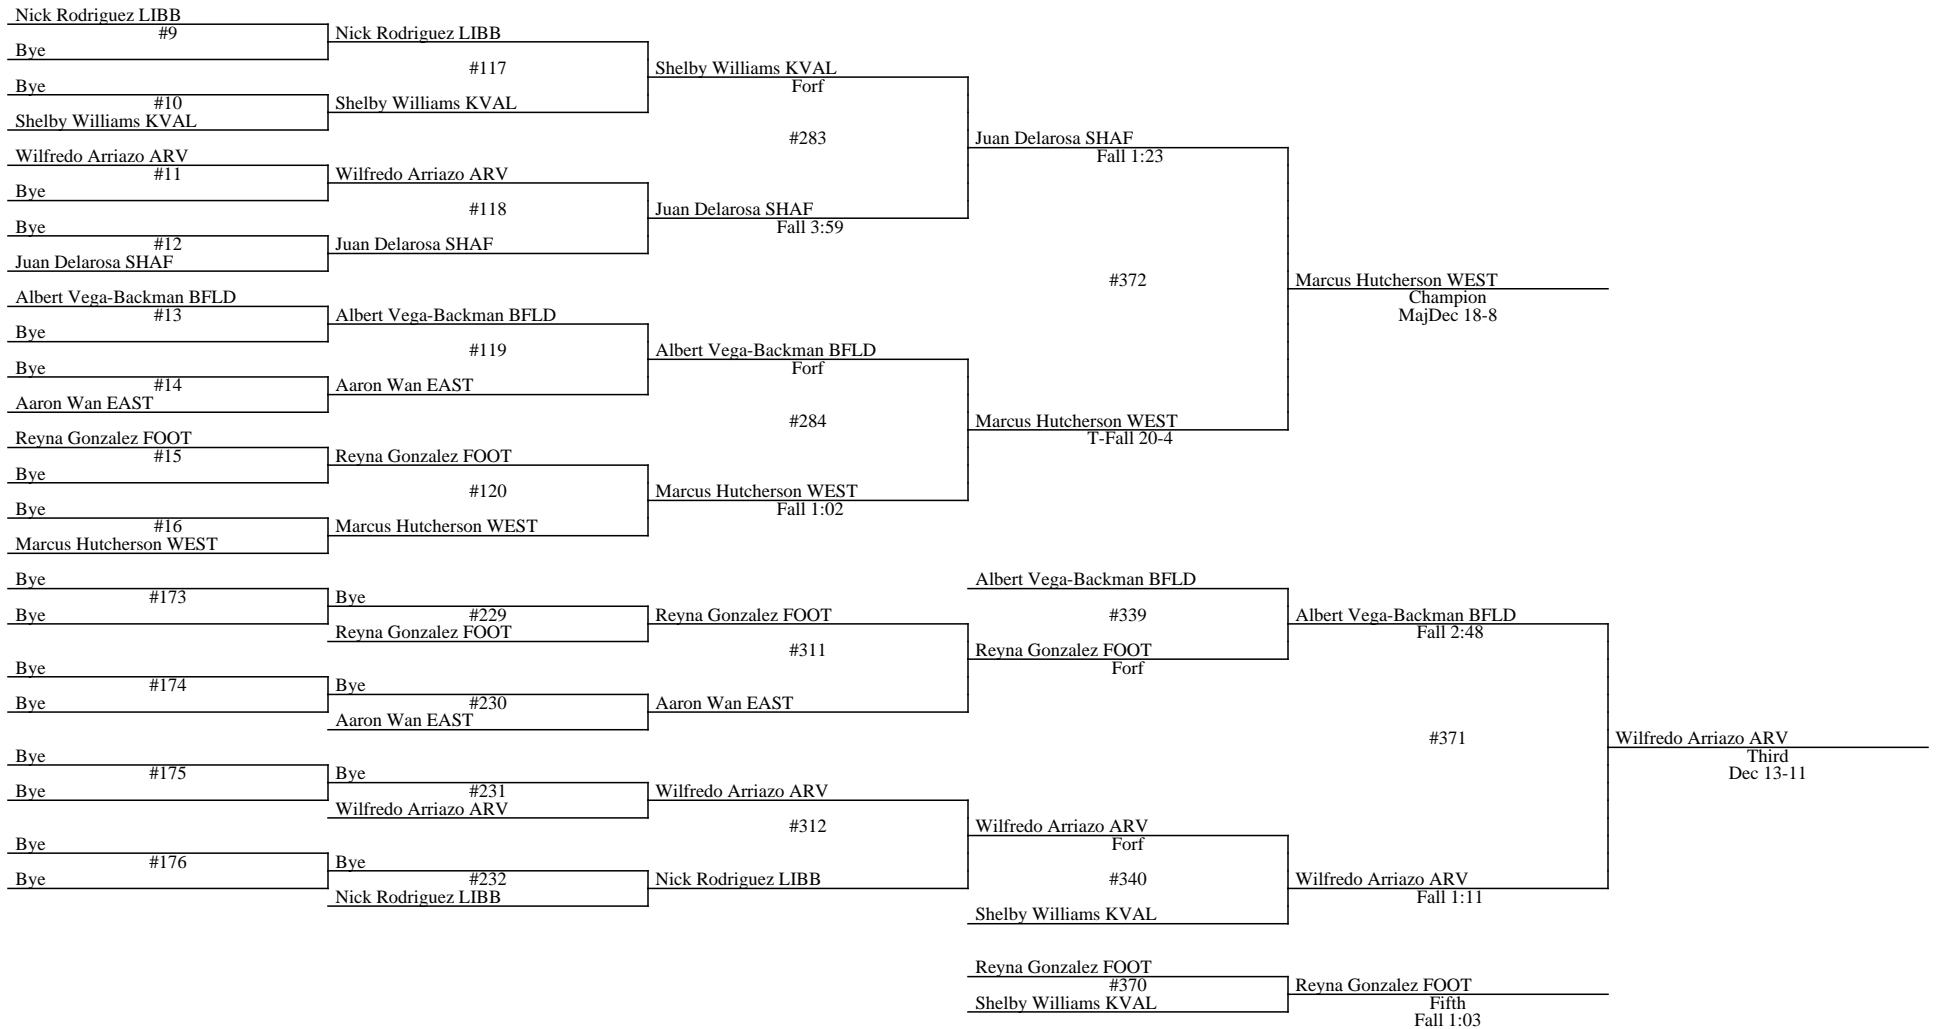 Nick Rodriguez LIBB
#9
Bye
Bye
#10
Shelby Williams KVAL
Wilfredo Arriazo ARV
#11
Bye
Bye
#12
Juan Delarosa SHAF
Albert Vega-Backman BFLD
#13
Bye
Bye
#14
Aaron Wan EAST
Reyna Gonzalez FOOT
#15
Bye
Bye
#16
Marcus Hutcherson WEST
Nick Rodriguez LIBB
#117
Shelby Williams KVAL
Wilfredo Arriazo ARV
#118
Juan Delarosa SHAF
Albert Vega-Backman BFLD
#119
Aaron Wan EAST
Reyna Gonzalez FOOT
#120
Marcus Hutcherson WEST
Shelby Williams KVAL
Forf
#283
Juan Delarosa SHAF
Fall 3:59
Albert Vega-Backman BFLD
Forf
#284
Marcus Hutcherson WEST
Fall 1:02
Juan Delarosa SHAF
Fall 1:23
#372
Marcus Hutcherson WEST
T-Fall 20-4
Marcus Hutcherson WEST
Champion
MajDec 18-8
Bye
#173
Bye
Bye
#174
Bye
Bye
#175
Bye
Bye
#176
Bye
Bye
#229
Reyna Gonzalez FOOT
Bye
#230
Aaron Wan EAST
Bye
#231
Wilfredo Arriazo ARV
Bye
#232
Nick Rodriguez LIBB
Reyna Gonzalez FOOT
#311
Aaron Wan EAST
Wilfredo Arriazo ARV
#312
Nick Rodriguez LIBB
Albert Vega-Backman BFLD
#339
Reyna Gonzalez FOOT
Forf
Wilfredo Arriazo ARV
Forf
#340
Shelby Williams KVAL
Albert Vega-Backman BFLD
Fall 2:48
#371
Wilfredo Arriazo ARV
Fall 1:11
Wilfredo Arriazo ARV
Third
Dec 13-11
Reyna Gonzalez FOOT
#370
Shelby Williams KVAL
Reyna Gonzalez FOOT
Fifth
Fall 1:03